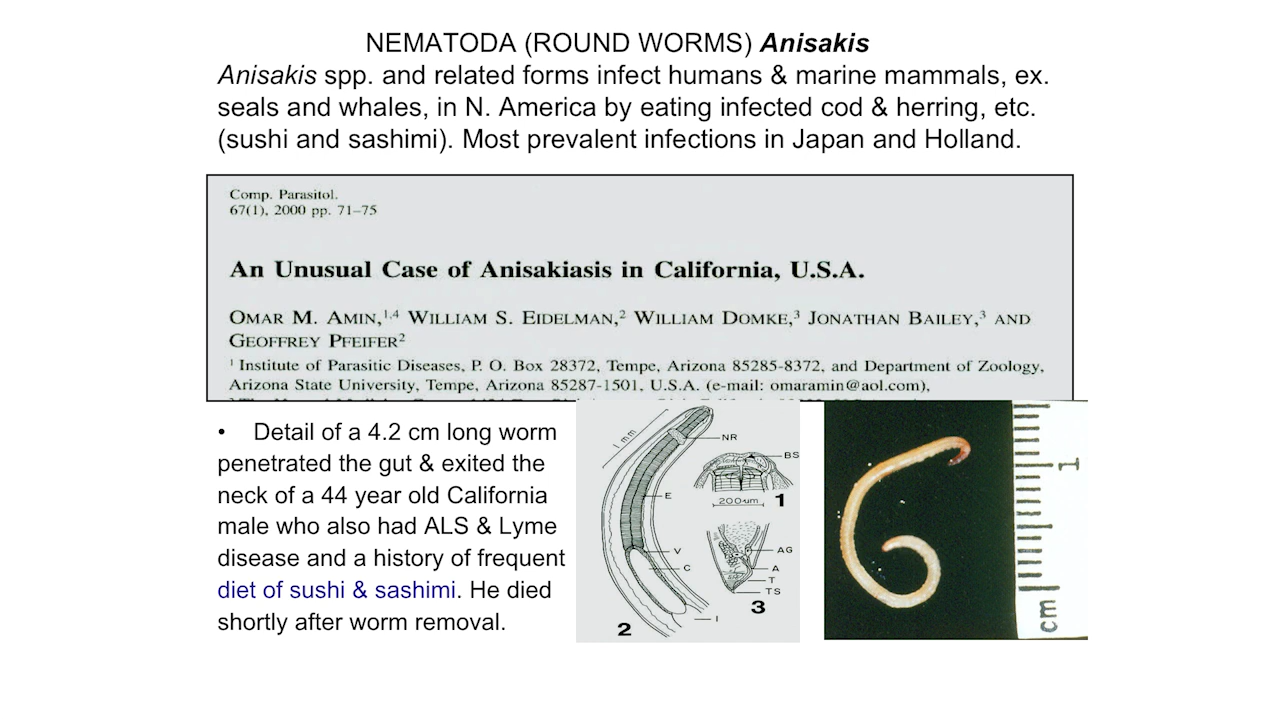 NEMATODA (ROUND WORMS) Anisakis
Anisakis spp. and related forms infect humans & marine mammals, ex.
seals and whales, in N. America by eating infected cod & herring, etc.
(sushi and sashimi). Most prevalent infections in Japan and Holland.
Comp. Parasitol.
67(1), 2000 pp. 71–75
An Unusual Case of Anisakiasis in California, U.S.A.
OMAR M. AMIN,1,4 WILLIAM S. EIDELMAN,2 WILLIAM DOMKE,3 JONATHAN BAILEY,3 AND
GEOFFREY PFEIFER2
1 Institute of Parasitic Diseases, P. O. Box 28372, Tempe, Arizona 85285-8372, and Department of Zoology,
Arizona State University, Tempe, Arizona 85287-1501, U.S.A. (e-mail: omaramin@aol.com),
• Detail of a 4.2 cm long worm
penetrated the gut & exited the
neck of a 44 year old California
male who also had ALS & Lyme
disease and a history of frequent
diet of sushi & sashimi. He died
shortly after worm removal.
1 mm
NR
BS
E
200um
1
V
C
AG
A
T
TS
3
I
2
1
cm